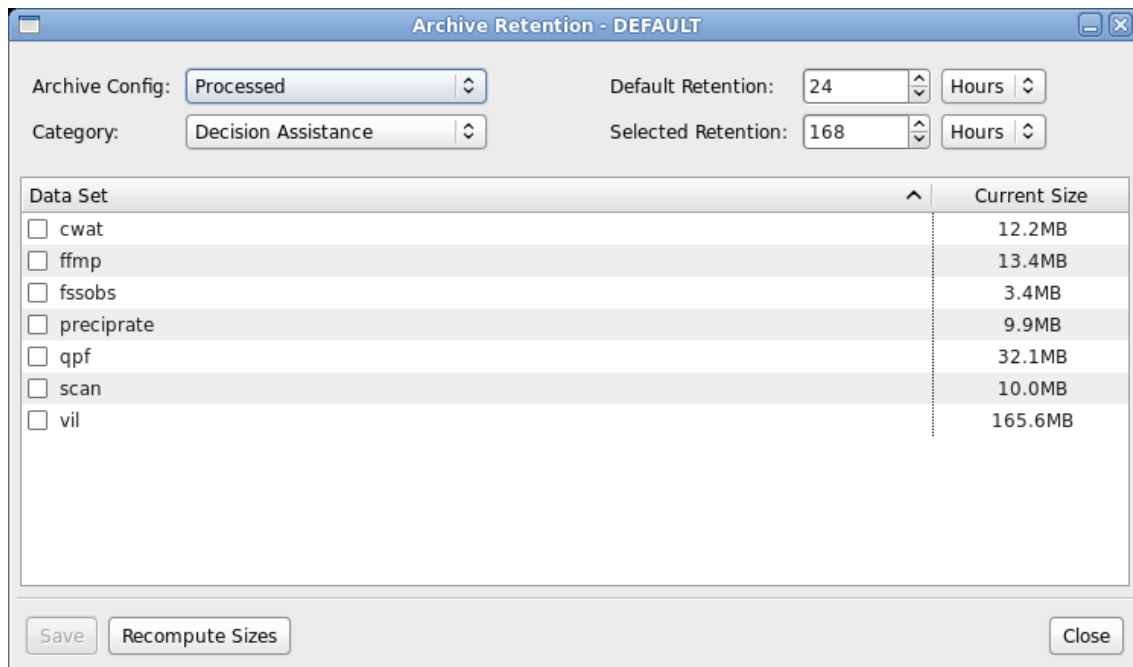 Archive Retention - DEFAULT
Archive Config: Processed Default Retention: 24 Hours
Category: Decision Assistance Selected Retention: 168 Hours
Data Set Current Size
cwat 12.2MB
ffmp 13.4MB
fssobs 3.4MB
preciprate 9.9MB
qpf 32.1MB
scan 10.0MB
vil 165.6MB
Save Recompute Sizes Close